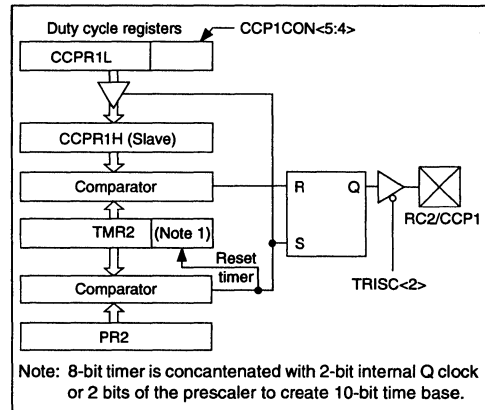 Duty cycle registers
CCP1CON<5:4>
CCPR1L
CCPR1H (Slave)
Comparator
R
Q
RC2/CCP1
TMR2
(Note 1)
S
Reset
timer
TRISC<2>
Comparator
PR2
Note: 8-bit timer is concantenated with 2-bit internal Q clock
or 2 bits of the prescaler to create 10-bit time base.